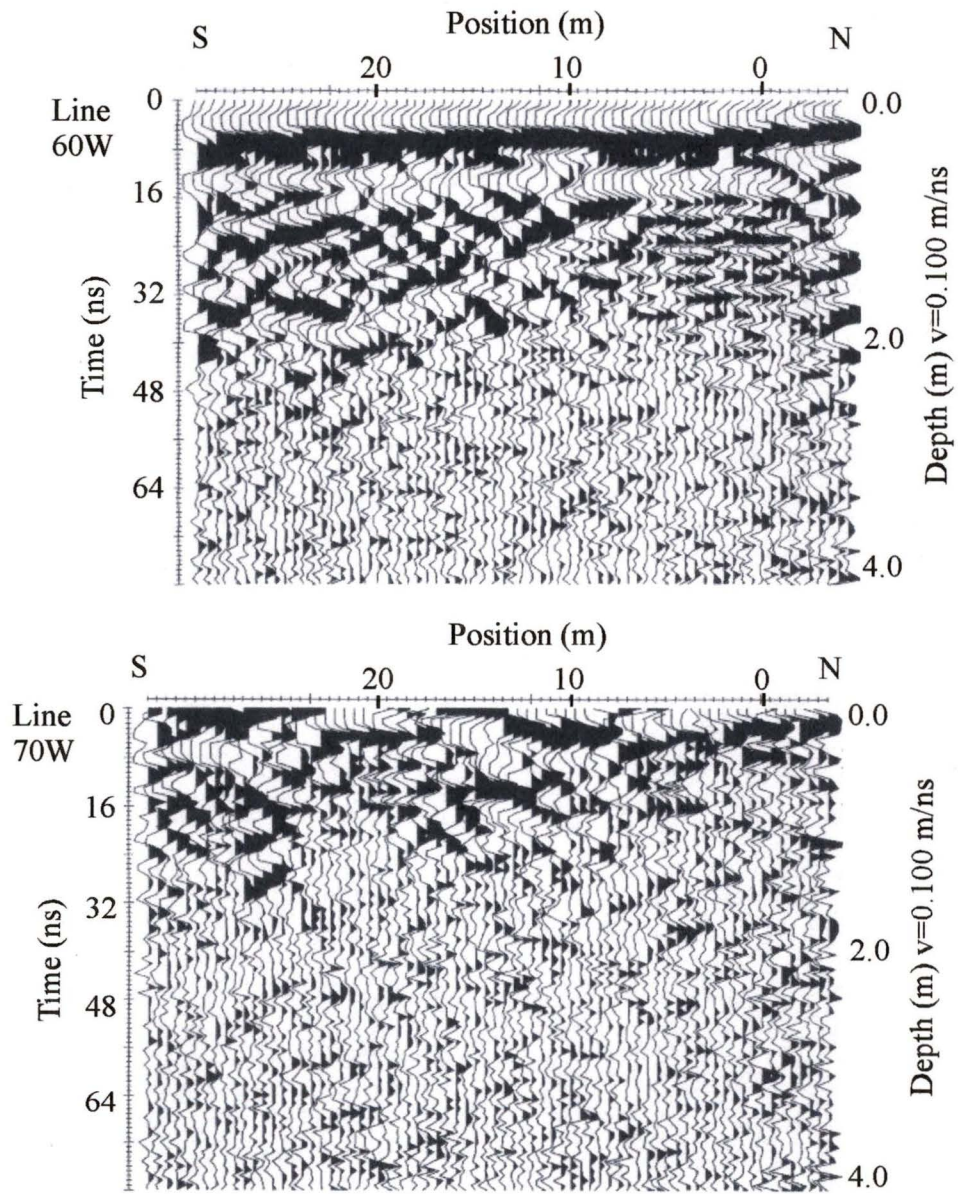 Position (m)
S N
20 10 0
Line
60W
0
16
32
48
64
Time (ns)
0.0
2.0
4.0
Depth (m) v=0.100 m/ns
Position (m)
S N
20 10 0
Line
70W
0
16
32
48
64
Time (ns)
0.0
2.0
4.0
Depth (m) v=0.100 m/ns